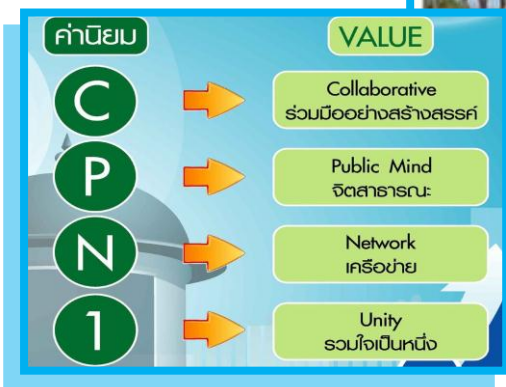 ค่านิยม VALUE
C Collaborative
ร่วมมืออย่างสร้างสรรค์
P Public Mind
จิตสาธารณะ
N Network
เครือข่าย
1 Unity
รวมใจเป็นหนึ่ง